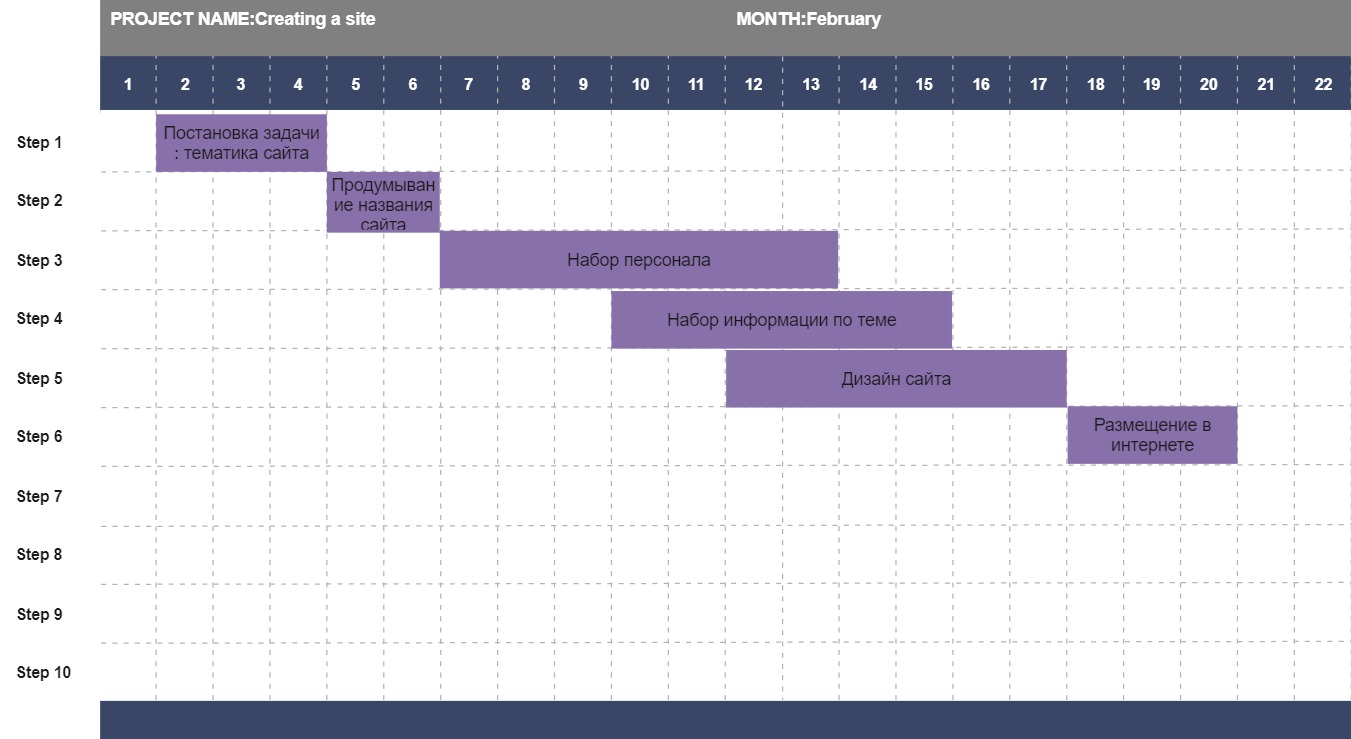 PROJECT NAME:Creating a site MONTH:February
1 2 3 4 5 6 7 8 9 10 11 12 13 14 15 16 17 18 19 20 21 22
Step 1
Постановка задачи
: тематика сайта
Step 2
Продумыван
ие названия
сайта
Step 3
Набор персонала
Step 4
Набор информации по теме
Step 5
Дизайн сайта
Step 6
Размещение в
интернете
Step 7
Step 8
Step 9
Step 10